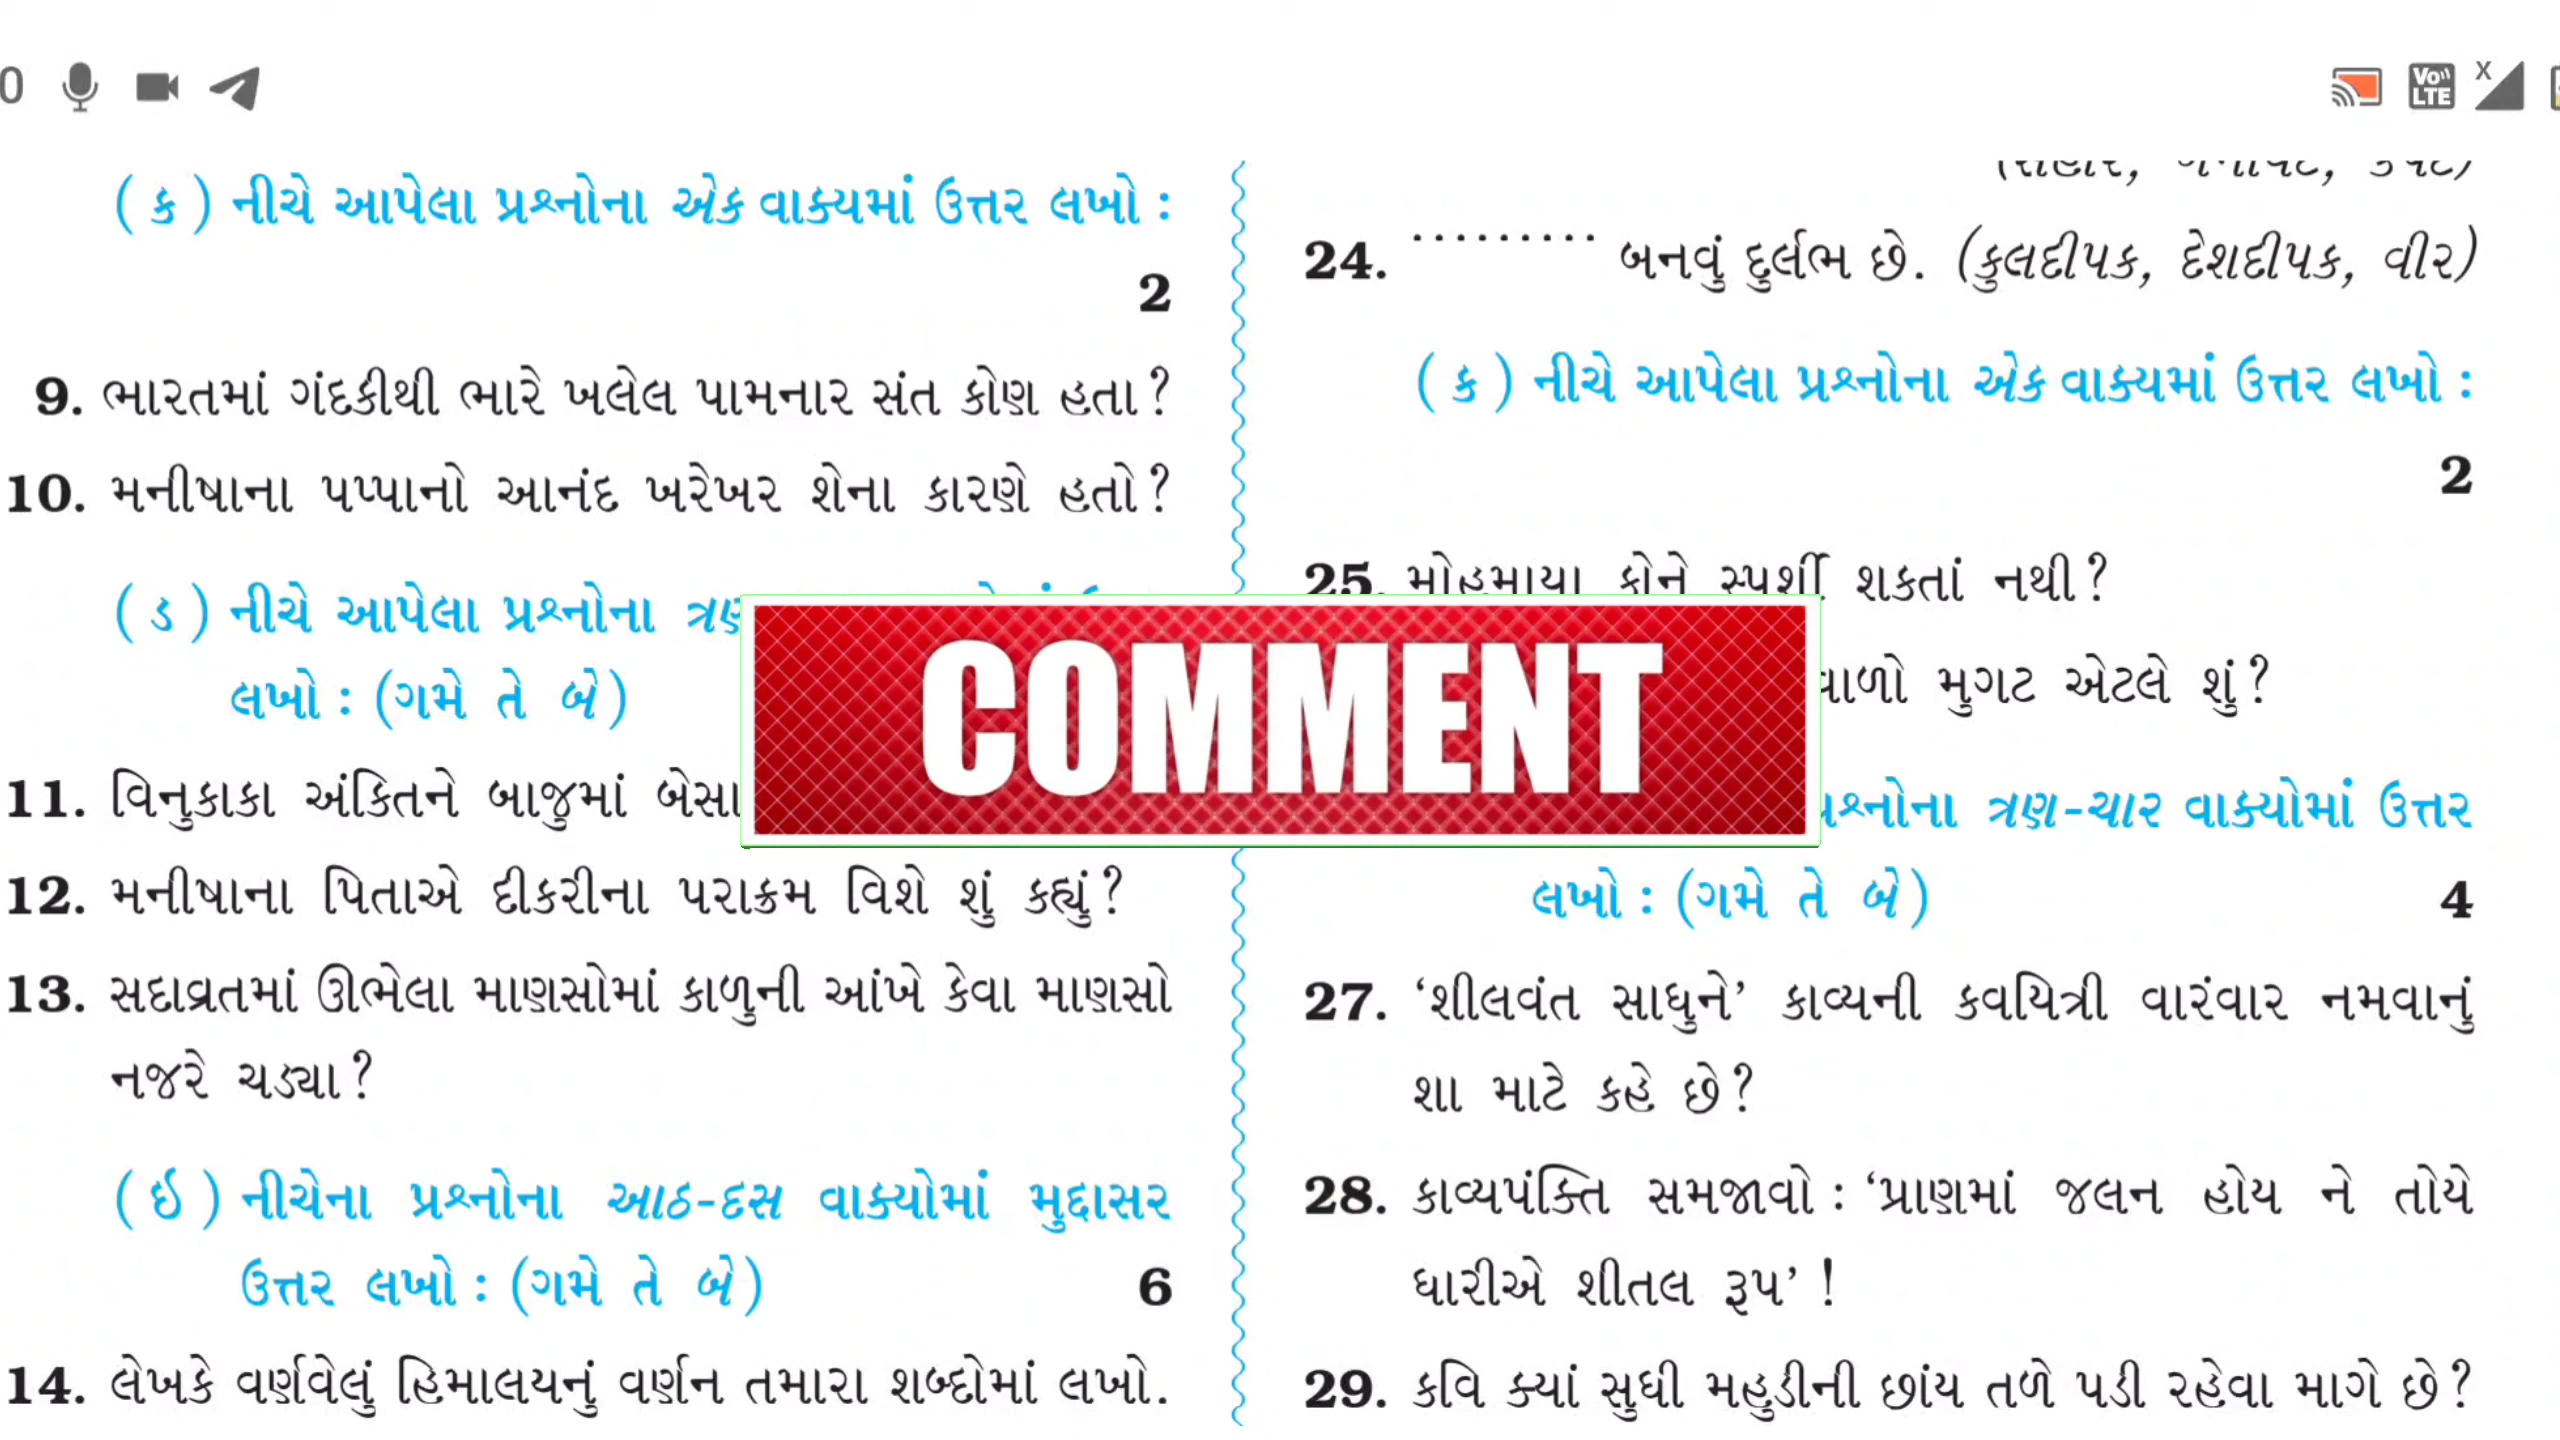 0
Vo LTE
X
( ક ) નીચે આપેલા પ્રશ્નોના એક વાક્યમાં ઉત્તર લખો :
2
9. ભારતમાં ગંદકીથી ભારે ખલેલ પામનાર સંત કોણ હતા?
10. મનીષાના પપ્પાનો આનંદ ખરેખર શેના કારણે હતો?
( ડ ) નીચે આપેલા પ્રશ્નોના
લખો : (ગમે તે બે)
11. વિનુકાકા અંકિતને બાજુમાં
12. મનીષાના પિતાએ દીકરીના પરાક્રમ વિશે શું કહ્યું?
13. સદાવ્રતમાં ઊભેલા માણસોમાં કાળુની આંખે કેવા માણસો
નજરે ચડ્યા?
( ઇ ) નીચેના પ્રશ્નોના આઠ-દસ વાક્યોમાં મુદ્દાસર
ઉત્તર લખો : (ગમે તે બે) 6
14. લેખકે વર્ણવેલું હિમાલયનું વર્ણન તમારા શબ્દોમાં લખો.
COMMENT
24. ......... બનવું દુર્લભ છે. (કુલદીપક, દેશદીપક, વીર)
( ક ) નીચે આપેલા પ્રશ્નોના એક વાક્યમાં ઉત્તર લખો :
2
25. મોહમાયા કોને સ્પર્શી શકતાં નથી?
મુગટ એટલે શું?
ત્રણ-ચાર વાક્યોમાં ઉત્તર
લખો : (ગમે તે બે) 4
27. ‘શીલવંત સાધુને’ કાવ્યની કવયિત્રી વારંવાર નમવાનું
શા માટે કહે છે?
28. કાવ્યપંક્તિ સમજાવો : ‘પ્રાણમાં જલન હોય ને તોયે
ધારીએ શીતલ રૂપ’ !
29. કવિ ક્યાં સુધી મહુડીની છાંય તળે પડી રહેવા માગે છે?